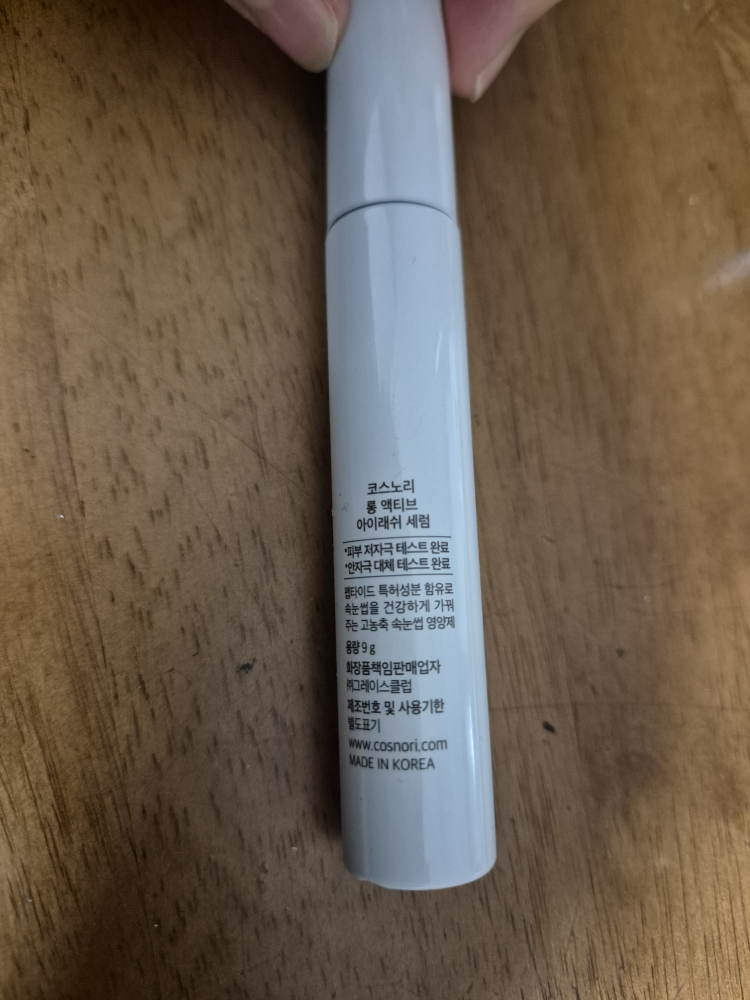 코스노리
롱 액티브
아이래쉬 세럼
*피부 저자극 테스트 완료
*안자극 대체 테스트 완료
펩타이드 특허성분 함유로
속눈썹을 건강하게 가꿔
주는 고농축 속눈썹 영양제
용량 9 g
화장품책임판매업자
㈜그레이스클럽
제조번호 및 사용기한
별도표기
www.cosnori.com
MADE IN KOREA